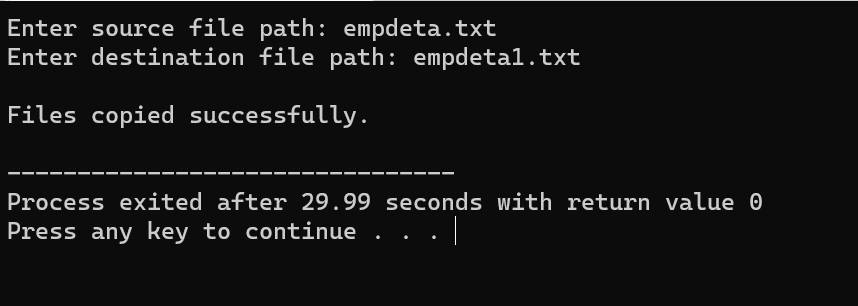 Enter source file path: empdeta.txt
Enter destination file path: empdeta1.txt
Files copied successfully.
--------------------------------
Process exited after 29.99 seconds with return value 0
Press any key to continue . . .